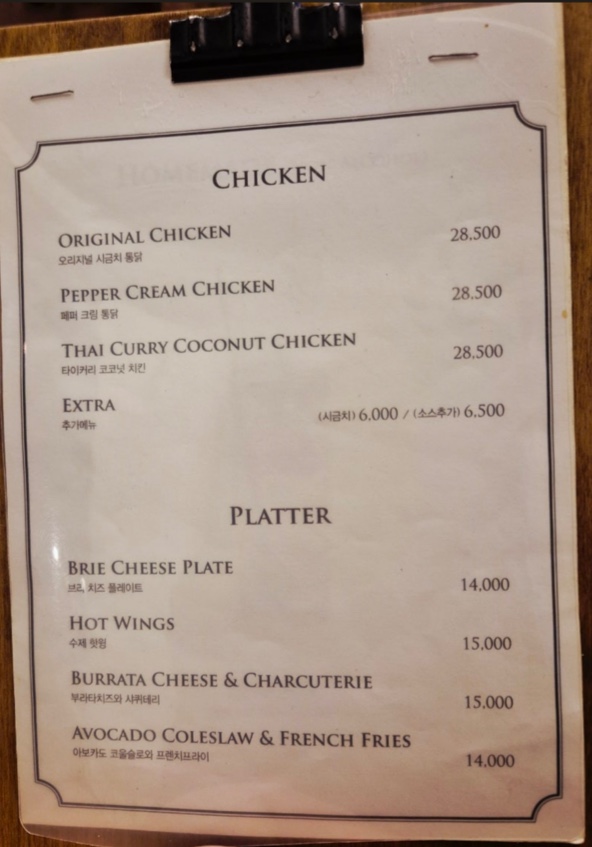 CHICKEN
ORIGINAL CHICKEN 28,500
오리지널 시금치 통닭
PEPPER CREAM CHICKEN 28,500
페퍼 크림 통닭
THAI CURRY COCONUT CHICKEN 28,500
타이커리 코코넛 치킨
EXTRA (시금치) 6,000 / (소스추가) 6,500
추가메뉴
PLATTER
BRIE CHEESE PLATE 14,000
브리 치즈 플레이트
HOT WINGS 15,000
수제 핫윙
BURRATA CHEESE & CHARCUTERIE 15,000
부라타치즈와 샤퀴테리
AVOCADO COLESLAW & FRENCH FRIES 14,000
아보카도 코울슬로와 프렌치프라이